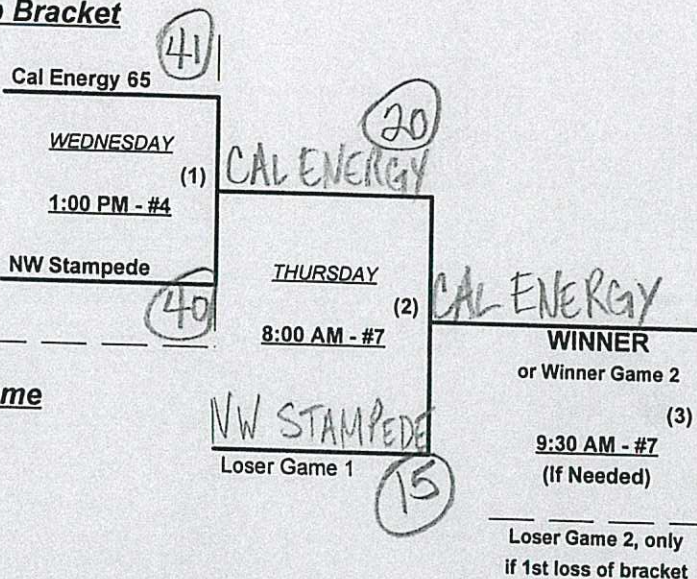 Bracket
41
Cal Energy 65
WEDNESDAY
(1)
1:00 PM - #4
NW Stampede
40
20
CAL ENERGY
THURSDAY
(2)
8:00 AM - #7
NW STAMPEDE
Loser Game 1
15
CAL ENERGY
WINNER
or Winner Game 2
(3)
9:30 AM - #7
(If Needed)
Loser Game 2, only
if 1st loss of bracket